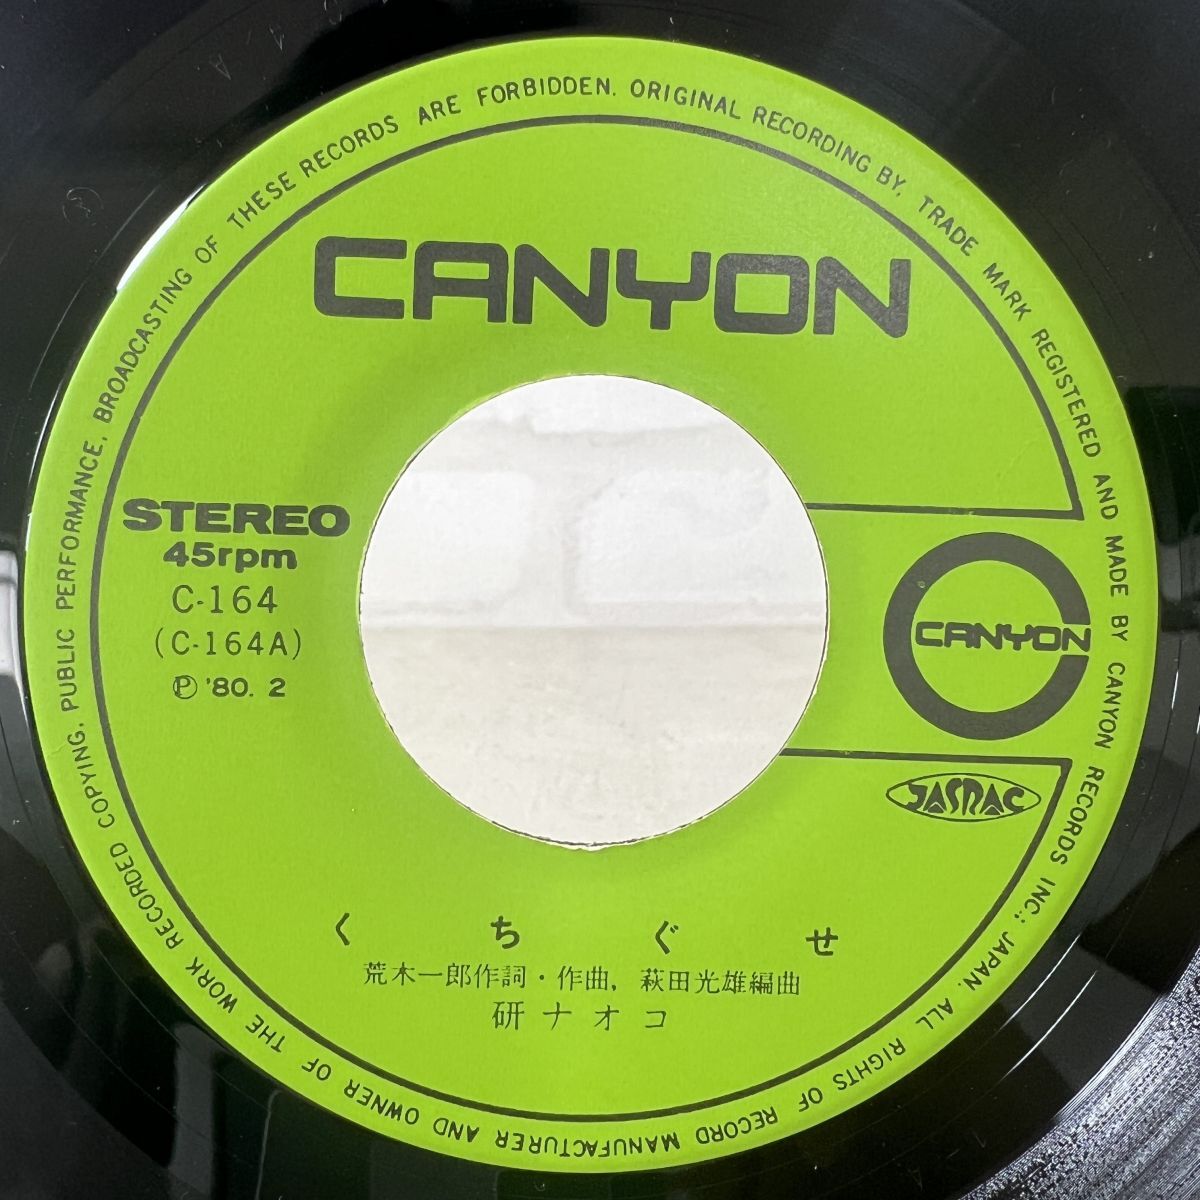 ORIGINAL RECORDING BY, TRADE MARK REGISTERED AND MADE BY CANYON RECORDS INC.; JAPAN. ALL RIGHTS OF RECORD MANUFACTURER AND OWNER OF THE WORK RECORDED COPYING, PUBLIC PERFORMANCE, BROADCASTING OF THESE RECORDS ARE FORBIDDEN.
CANYON
STEREO
45rpm
C-164
(C-164A)
Ⓟ '80. 2
CANYON
JASRAC
くちぐせ
荒木一郎作詞・作曲, 萩田光雄編曲
研ナオコ